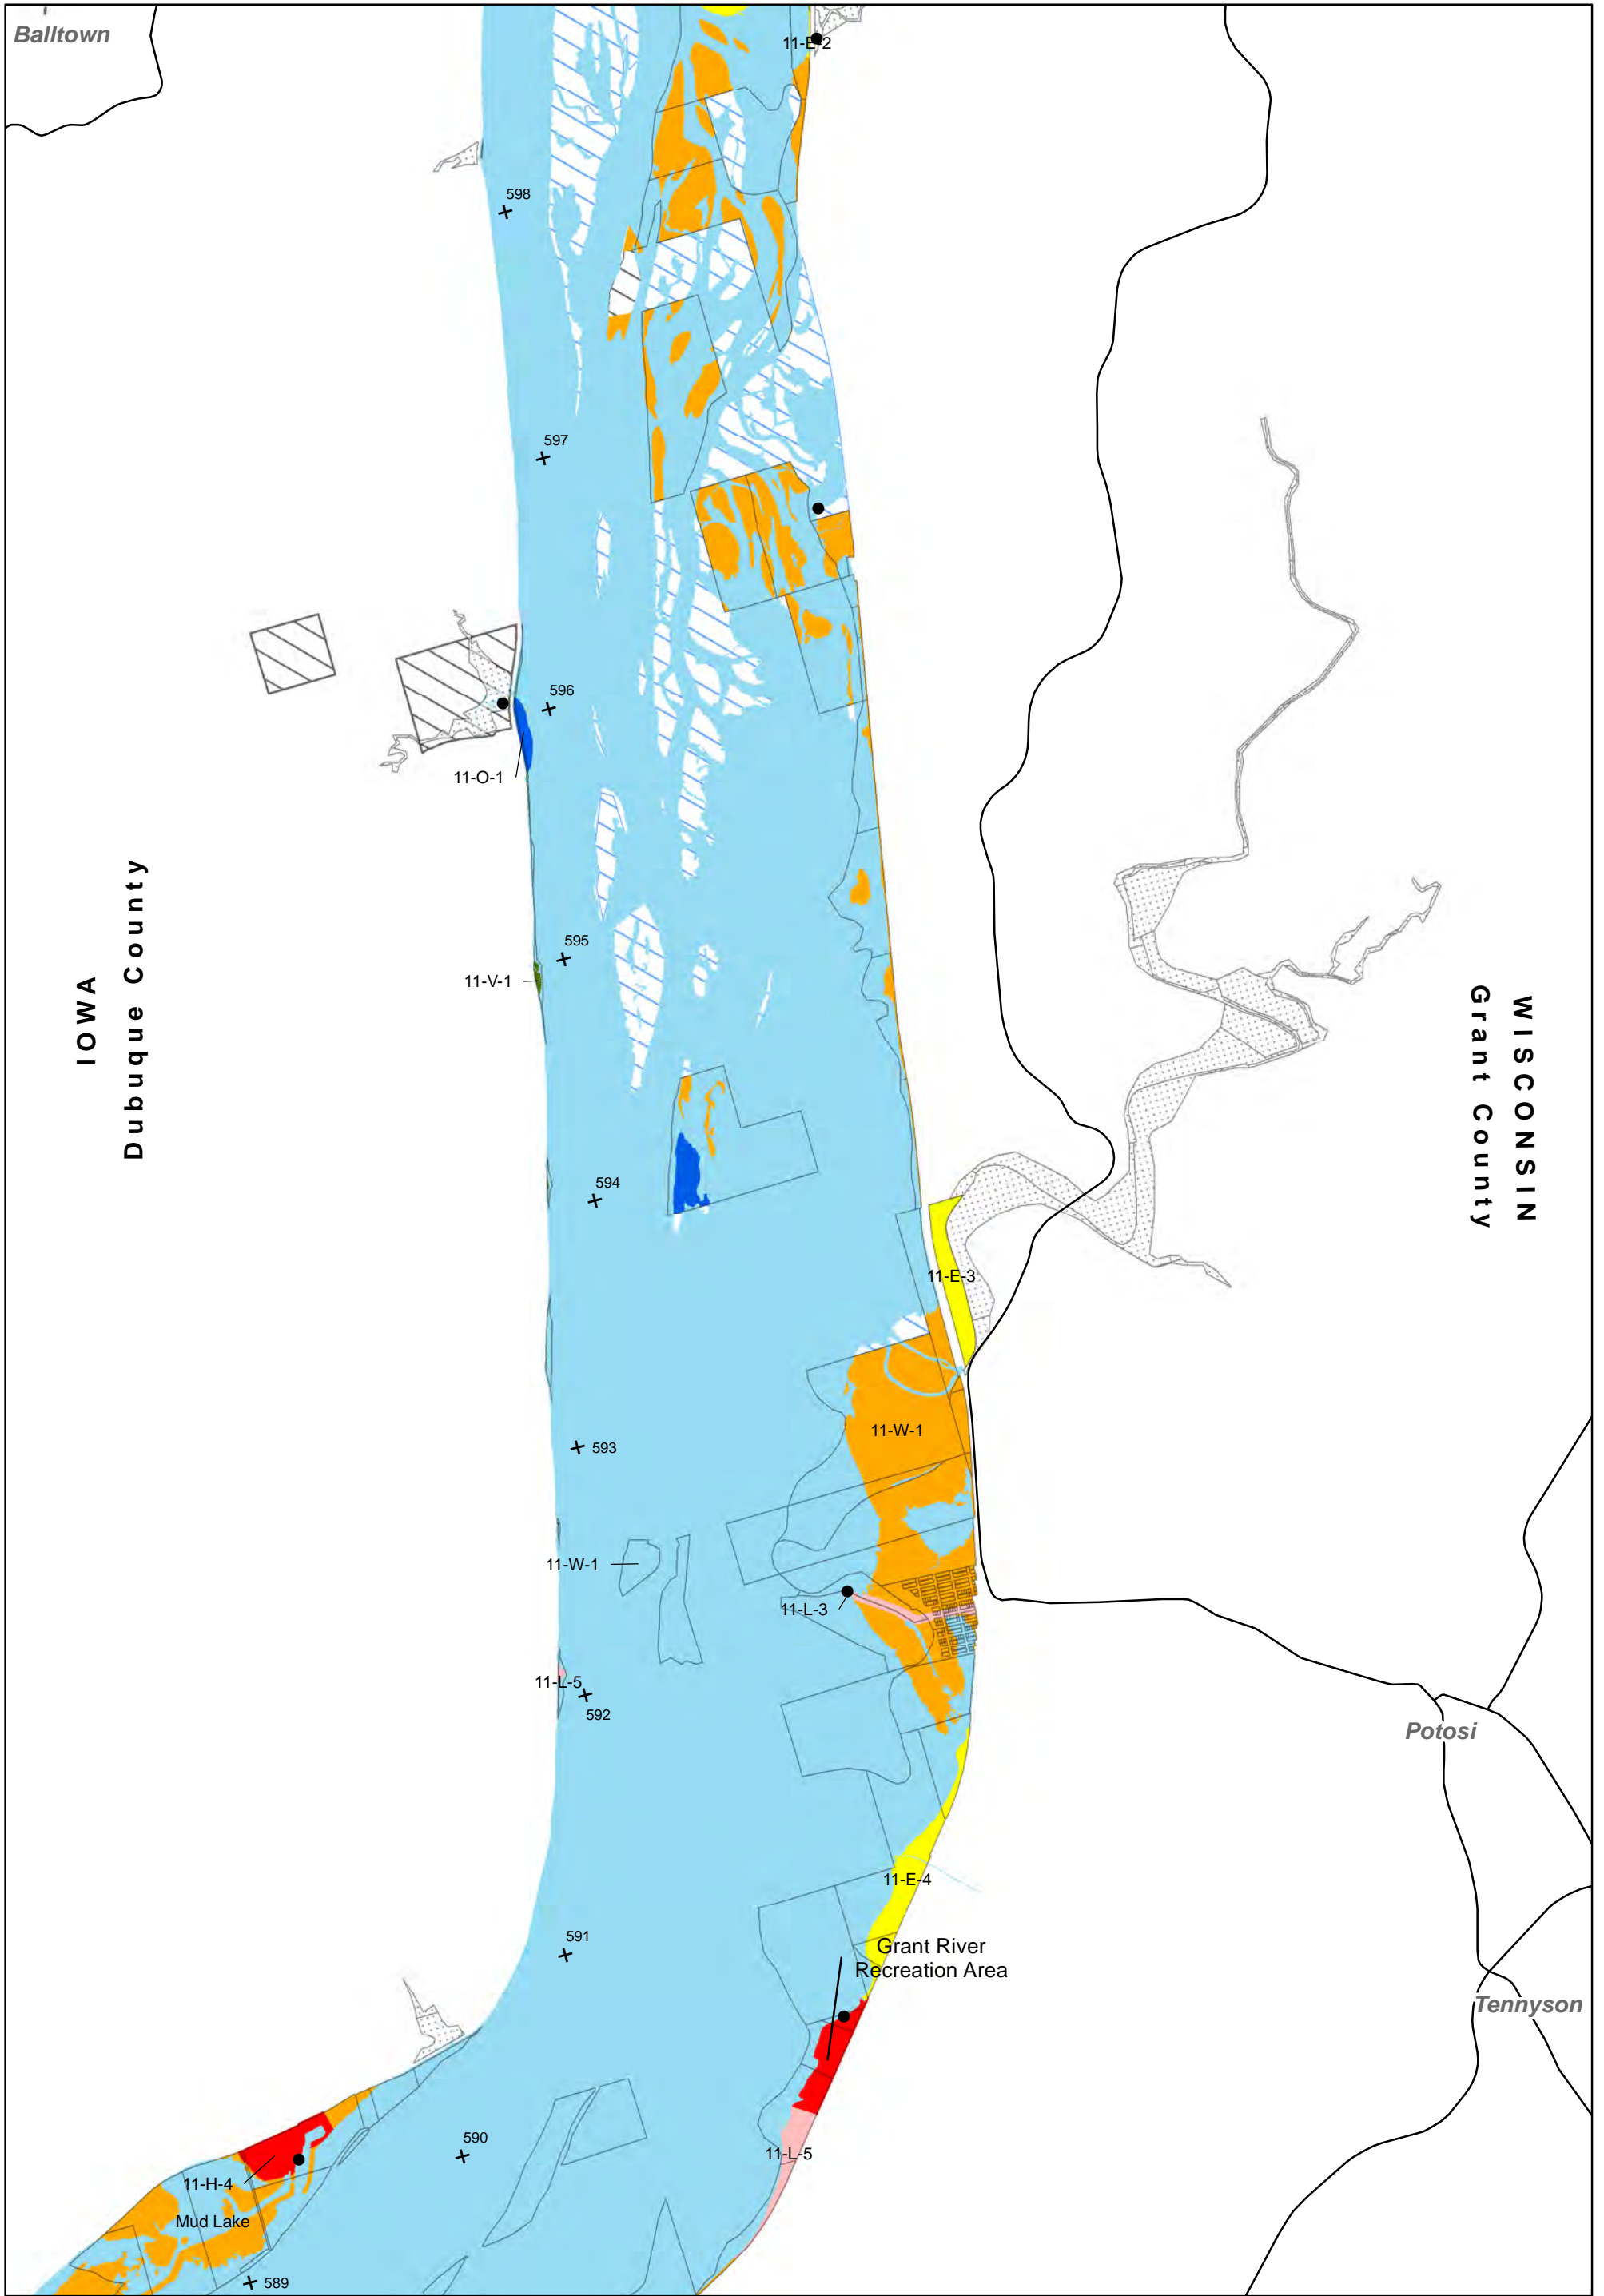 Balltown
11-E-2
598
597
596
11-O-1
595
11-V-1
IOWA
Dubuque County
WISCONSIN
Grant County
594
11-E-3
11-W-1
593
11-W-1
11-L-3
11-L-5
592
Potosi
11-E-4
591
Grant River
Recreation Area
Tennyson
590
11-L-5
11-H-4
Mud Lake
589